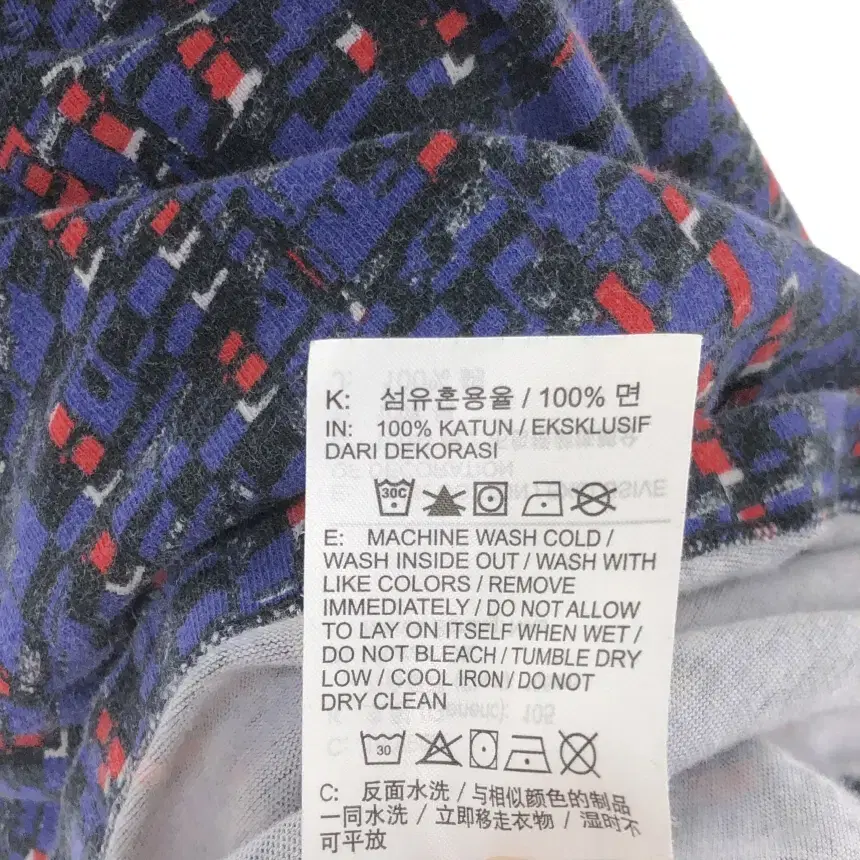 K: 섬유혼용율 / 100% 면
IN: 100% KATUN / EKSKLUSIF
DARI DEKORASI
30C
E: MACHINE WASH COLD /
WASH INSIDE OUT / WASH WITH
LIKE COLORS / REMOVE
IMMEDIATELY / DO NOT ALLOW
TO LAY ON ITSELF WHEN WET /
DO NOT BLEACH / TUMBLE DRY
LOW / COOL IRON / DO NOT
DRY CLEAN
30
C: 反面水洗 / 与相似颜色的制品
一同水洗 / 立即移走衣物 / 湿时不
可平放